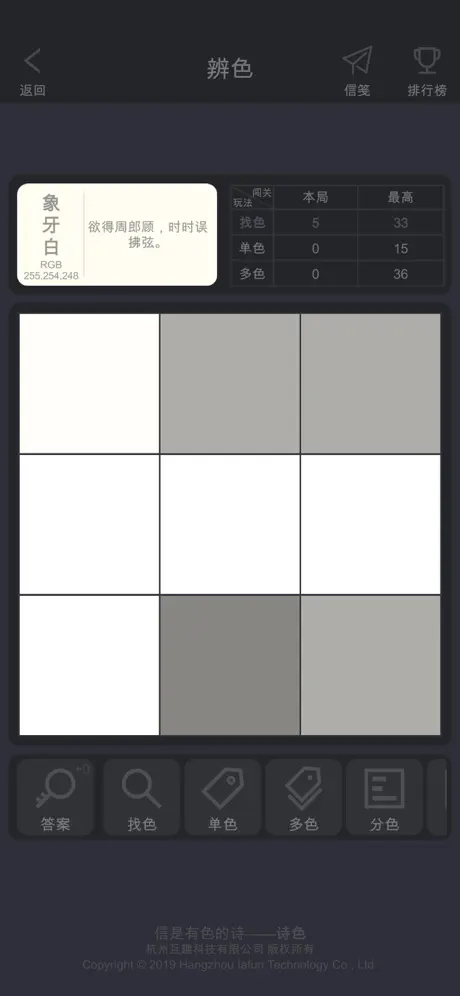 辨色
返回
信笺
排行榜
象牙白
RGB
255,254,248
欲得周郎顾，时时误
拂弦。
闯关
玩法
本局
最高
找色
5
33
单色
0
15
多色
0
36
+0
答案
找色
单色
多色
分色
信是有色的诗——诗色
杭州互趣科技有限公司 版权所有
Copyright © 2019 Hangzhou Iafun Technology Co., Ltd